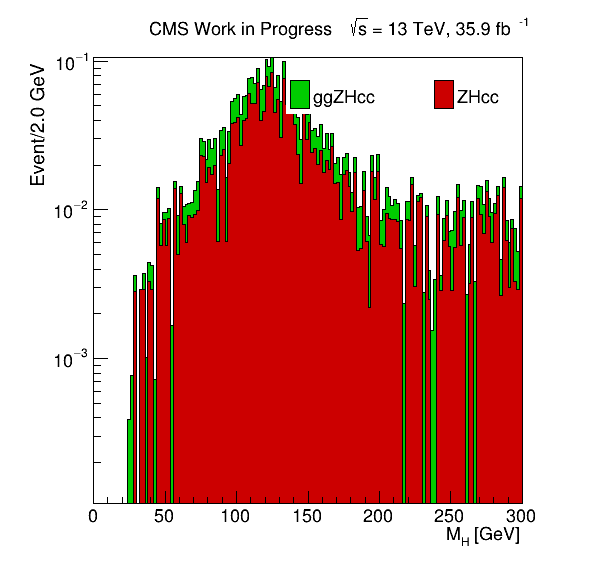 CMS Work in Progress √s = 13 TeV, 35.9 fb ⁻¹
Event/2.0 GeV
10⁻¹
10⁻²
10⁻³
ggZHcc ZHcc
0 50 100 150 200 250 300
M_H [GeV]